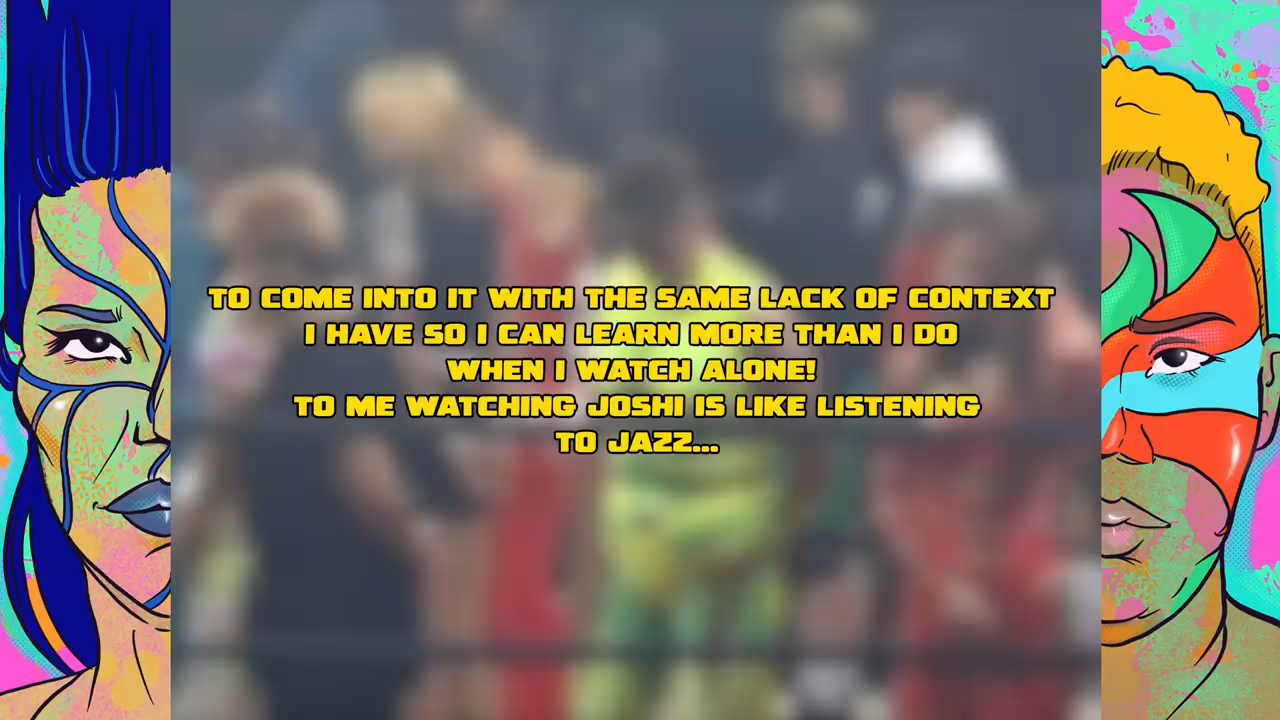 TO COME INTO IT WITH THE SAME LACK OF CONTEXT
I HAVE SO I CAN LEARN MORE THAN I DO
WHEN I WATCH ALONE!
TO ME WATCHING JOSHI IS LIKE LISTENING
TO JAZZ...